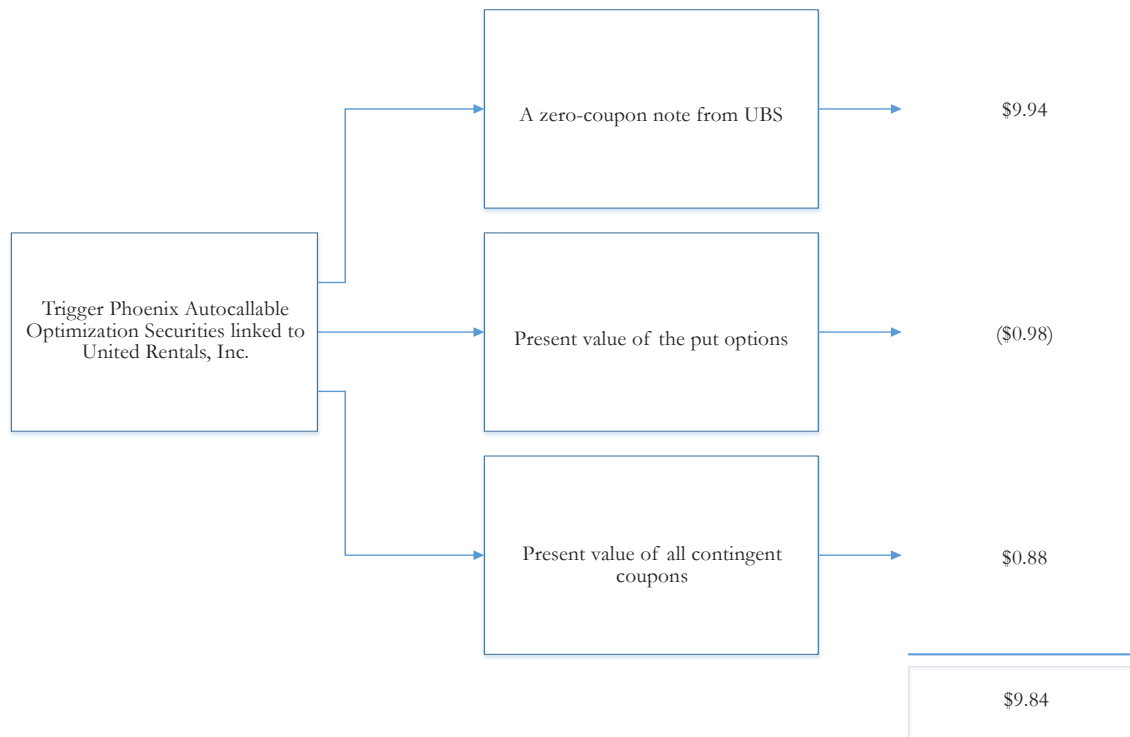 A zero-coupon note from UBS
$9.94
Trigger Phoenix Autocallable
Optimization Securities linked to
United Rentals, Inc.
Present value of the put options
($0.98)
Present value of all contingent
coupons
$0.88
$9.84